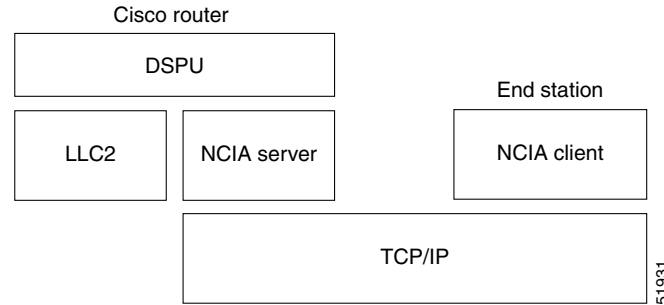 Cisco router
DSPU
End station
LLC2
NCIA server
NCIA client
TCP/IP
51931